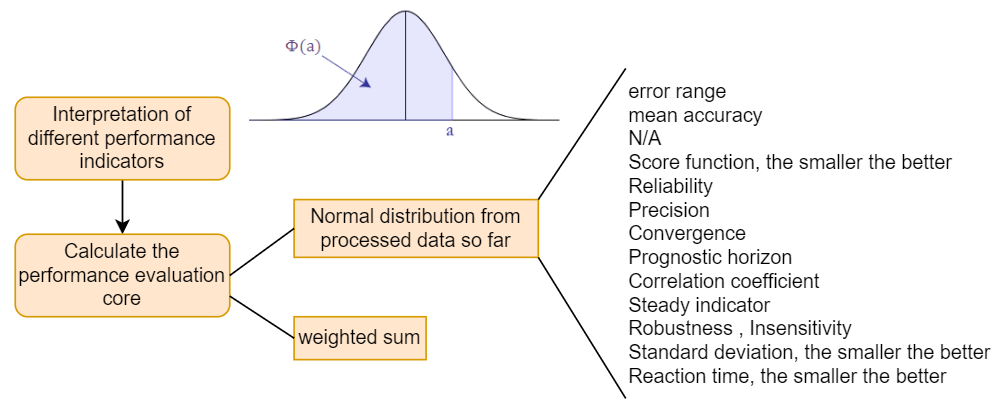 Φ(a)
a
Interpretation of
different performance
indicators
Calculate the
performance evaluation
core
Normal distribution from
processed data so far
weighted sum
error range
mean accuracy
N/A
Score function, the smaller the better
Reliability
Precision
Convergence
Prognostic horizon
Correlation coefficient
Steady indicator
Robustness , Insensitivity
Standard deviation, the smaller the better
Reaction time, the smaller the better